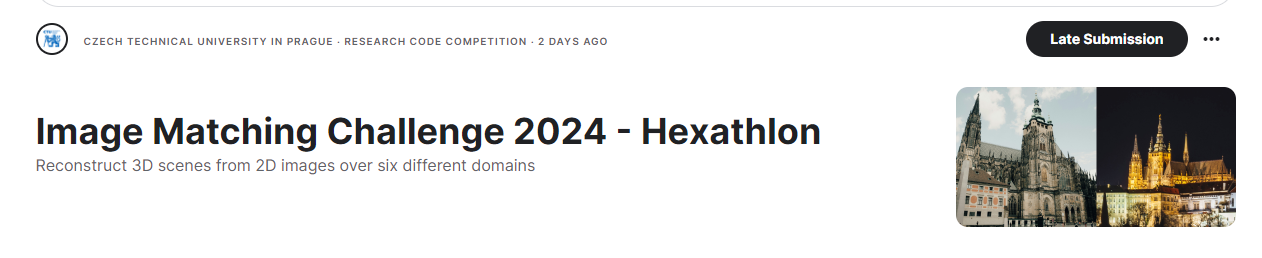 CZECH TECHNICAL UNIVERSITY IN PRAGUE · RESEARCH CODE COMPETITION · 2 DAYS AGO
Late Submission
Image Matching Challenge 2024 - Hexathlon
Reconstruct 3D scenes from 2D images over six different domains